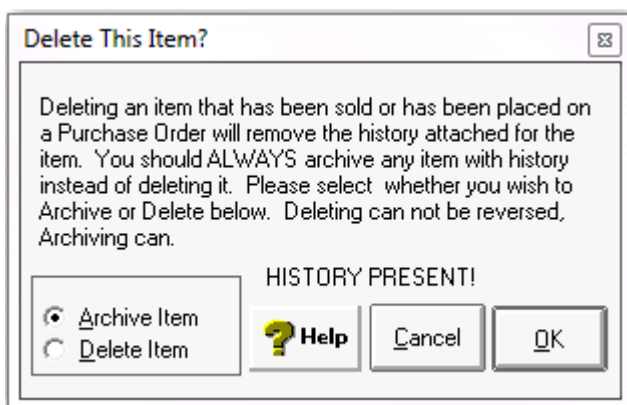 Delete This Item?
Deleting an item that has been sold or has been placed on
a Purchase Order will remove the history attached for the
item. You should ALWAYS archive any item with history
instead of deleting it. Please select whether you wish to
Archive or Delete below. Deleting can not be reversed,
Archiving can.
HISTORY PRESENT!
Archive Item
Delete Item
Help
Cancel
OK